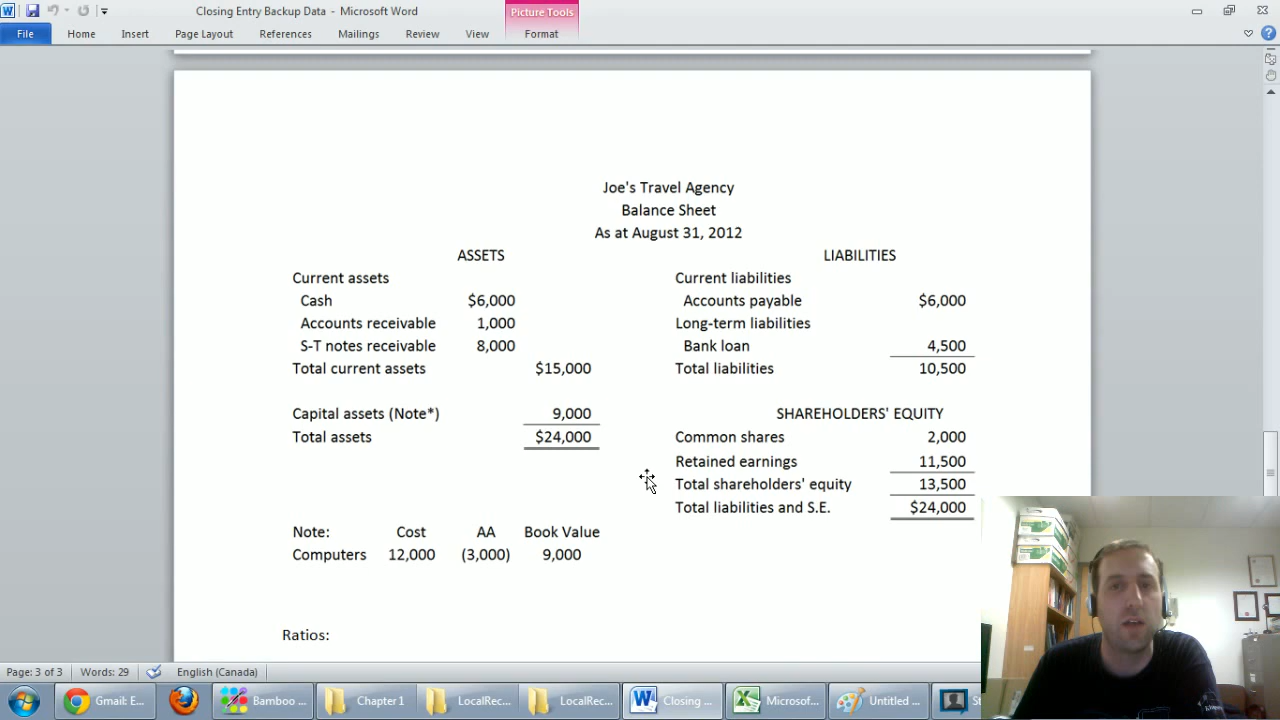 Closing Entry Backup Data - Microsoft Word
Picture Tools
File Home Insert Page Layout References Mailings Review View Format
Joe's Travel Agency
Balance Sheet
As at August 31, 2012
ASSETS LIABILITIES
Current assets Current liabilities
Cash $6,000 Accounts payable $6,000
Accounts receivable 1,000 Long-term liabilities
S-T notes receivable 8,000 Bank loan 4,500
Total current assets $15,000 Total liabilities 10,500
Capital assets (Note*) 9,000 SHAREHOLDERS' EQUITY
Total assets $24,000 Common shares 2,000
Retained earnings 11,500
Total shareholders' equity 13,500
Total liabilities and S.E. $24,000
Note: Cost AA Book Value
Computers 12,000 (3,000) 9,000
Ratios:
Page: 3 of 3 Words: 29 English (Canada)
Gmail: E... Bamboo ... Chapter 1 LocalRec... LocalRec... Closing ... Microsof... Untitled ... St